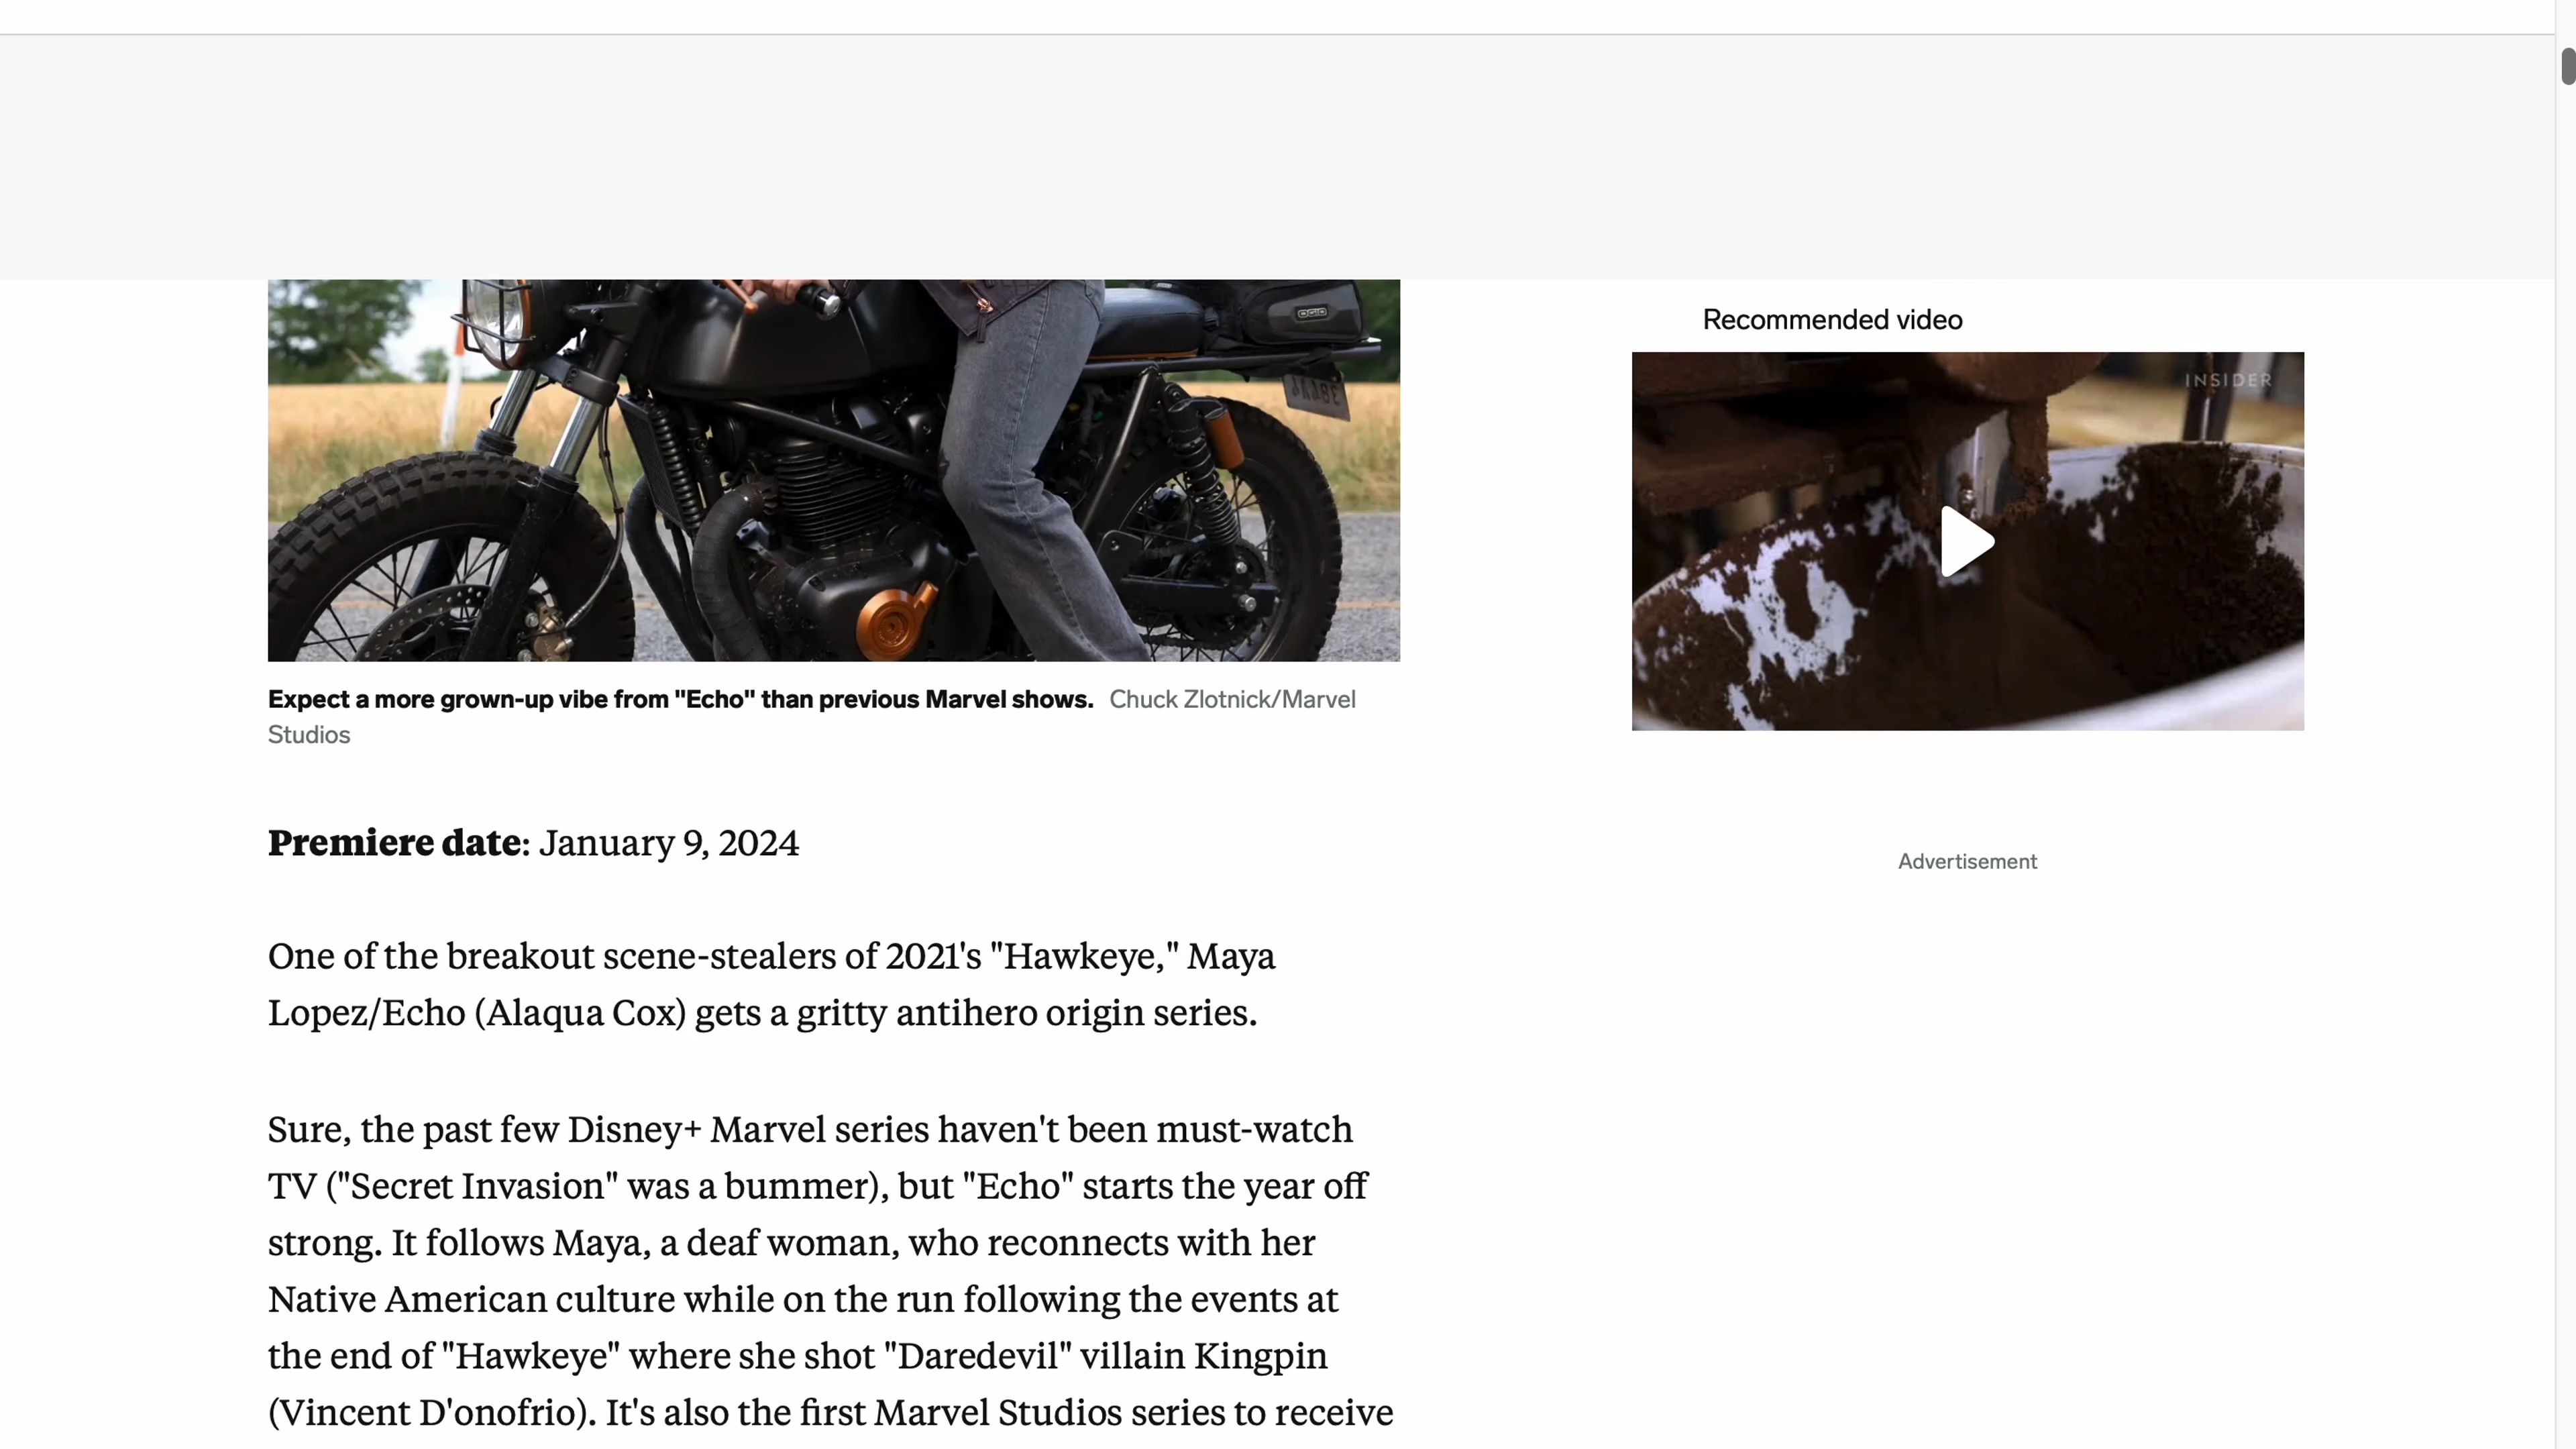 OGIO
Recommended video
INSIDER
Expect a more grown-up vibe from "Echo" than previous Marvel shows. Chuck Zlotnick/Marvel
Studios
Premiere date: January 9, 2024
Advertisement
One of the breakout scene-stealers of 2021's "Hawkeye," Maya
Lopez/Echo (Alaqua Cox) gets a gritty antihero origin series.
Sure, the past few Disney+ Marvel series haven't been must-watch
TV ("Secret Invasion" was a bummer), but "Echo" starts the year off
strong. It follows Maya, a deaf woman, who reconnects with her
Native American culture while on the run following the events at
the end of "Hawkeye" where she shot "Daredevil" villain Kingpin
(Vincent D'onofrio). It's also the first Marvel Studios series to receive